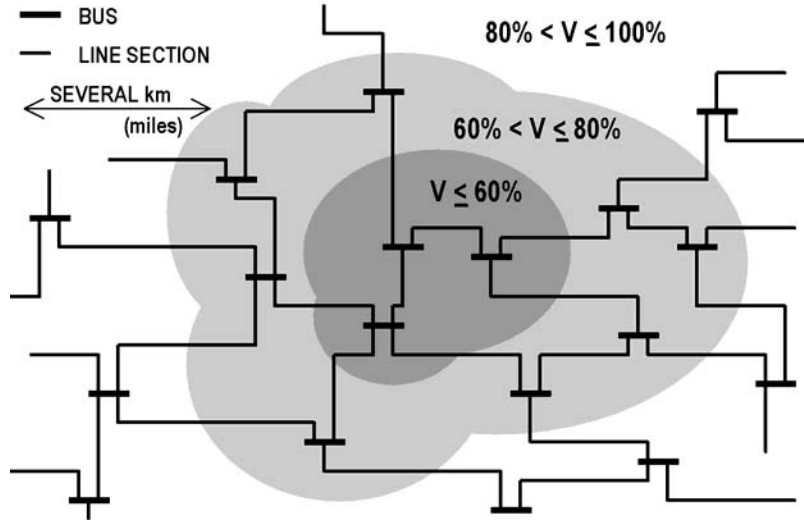 BUS
LINE SECTION
SEVERAL km
(miles)
80% < V ≤ 100%
60% < V ≤ 80%
V ≤ 60%